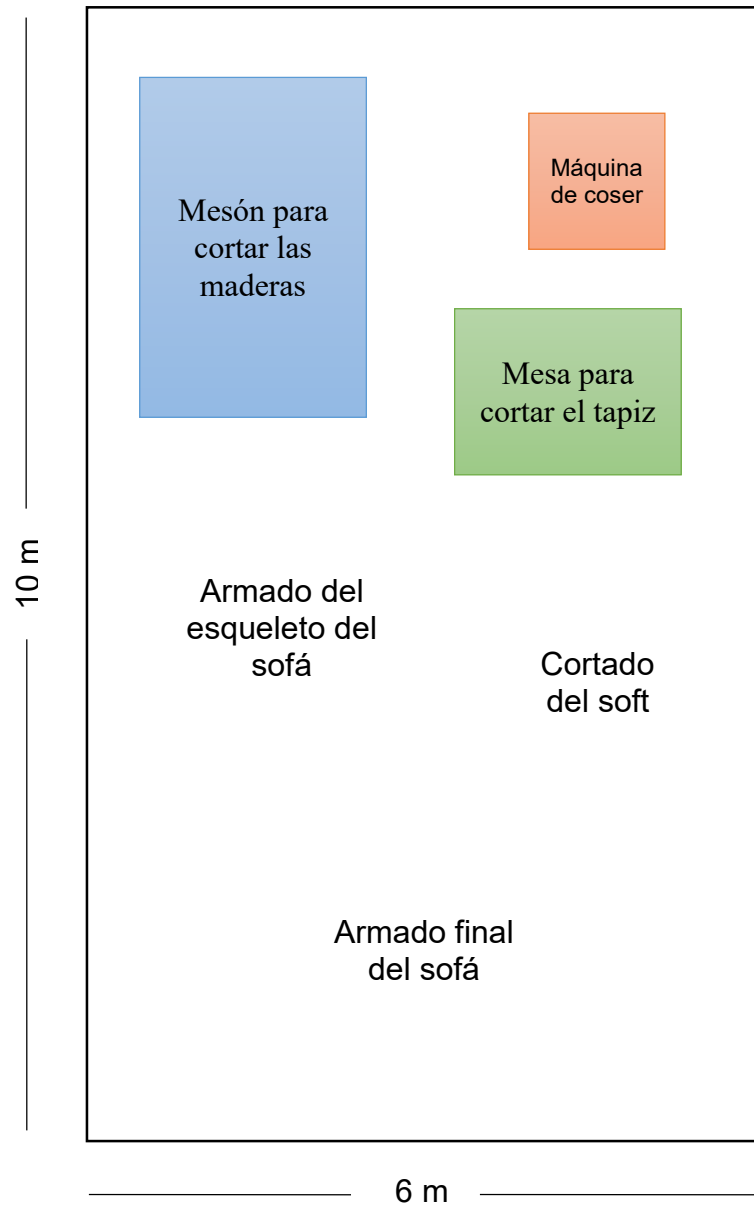 Mesón para
cortar las
maderas
Máquina
de coser
Mesa para
cortar el tapiz
10 m
Armado del
esqueleto del
sofá
Cortado
del soft
Armado final
del sofá
6 m